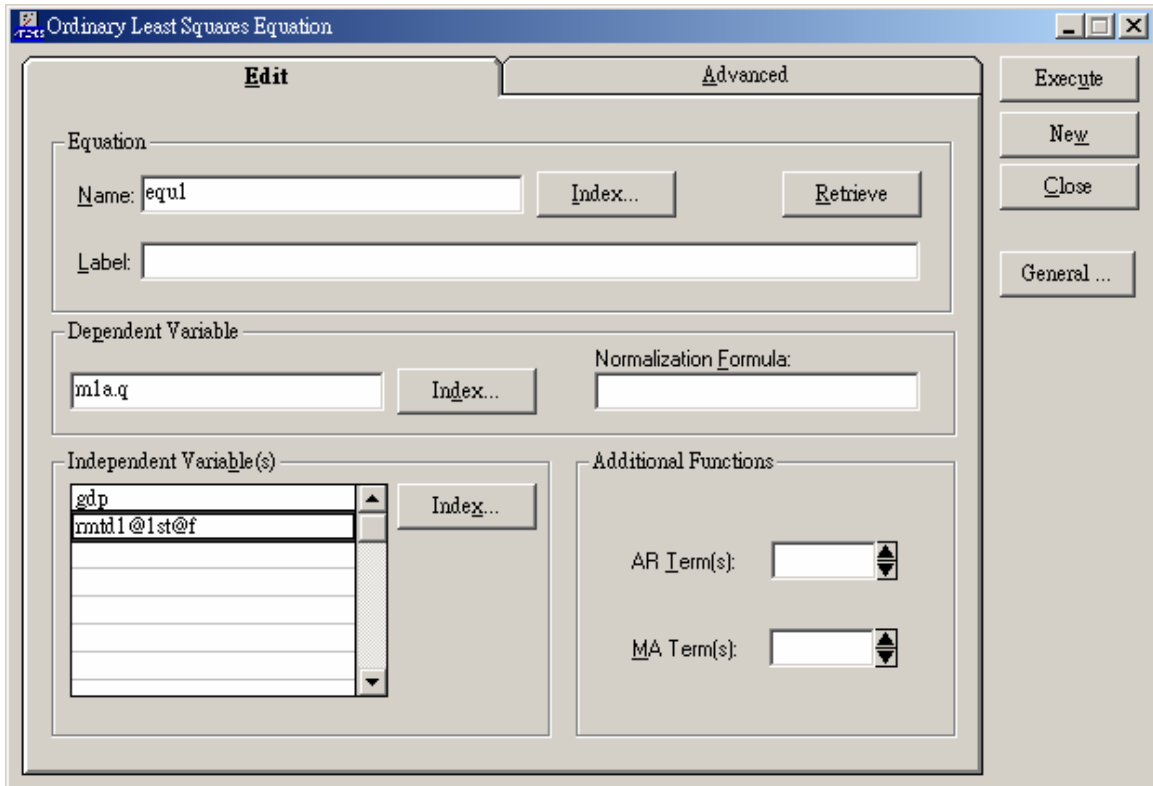 Ordinary Least Squares Equation
Edit
Advanced
Execute
New
Close
General ...
Equation
Name:
equ1
Index...
Retrieve
Label:
Dependent Variable
m1a.q
Index...
Normalization Formula:
Independent Variable(s)
gdp
rmtd1@1st@f
Index...
Additional Functions
AR Term(s):
MA Term(s):